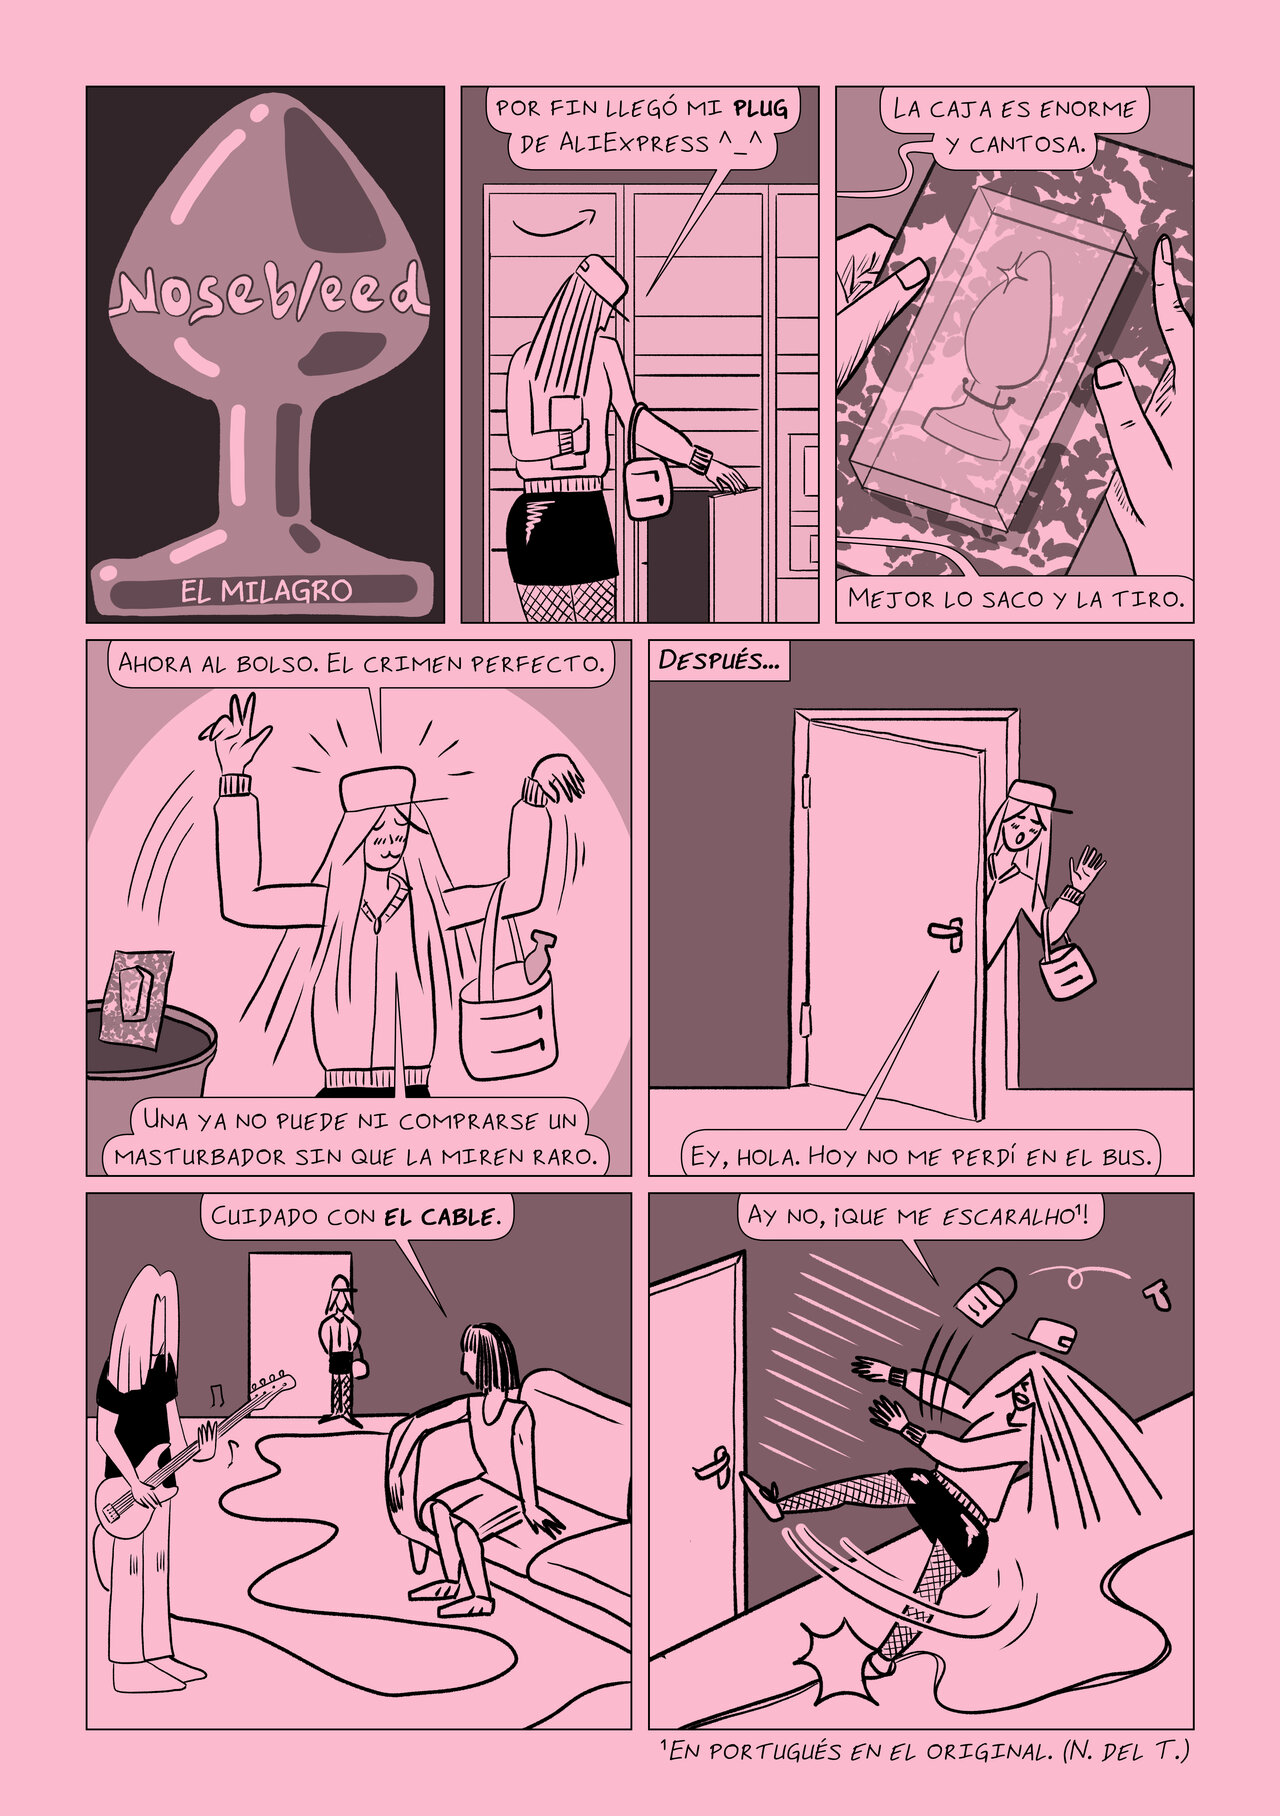 Nosebleed
EL MILAGRO
POR FIN LLEGÓ MI PLUG
DE ALIEXPRESS ^_^
LA CAJA ES ENORME
Y CANTOSA.
MEJOR LO SACO Y LA TIRO.
AHORA AL BOLSO. EL CRIMEN PERFECTO.
UNA YA NO PUEDE NI COMPRARSE UN
MASTURBADOR SIN QUE LA MIREN RARO.
DESPUÉS...
EY, HOLA. HOY NO ME PERDÍ EN EL BUS.
CUIDADO CON EL CABLE.
AY NO, ¡QUE ME ESCARALHO¹!
¹EN PORTUGUÉS EN EL ORIGINAL. (N. DEL T.)